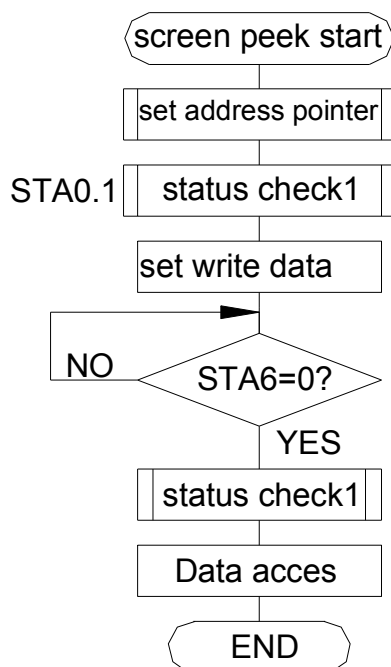 screen peek start
set address pointer
STA0.1
status check1
set write data
STA6=0?
NO
YES
status check1
Data acces
END